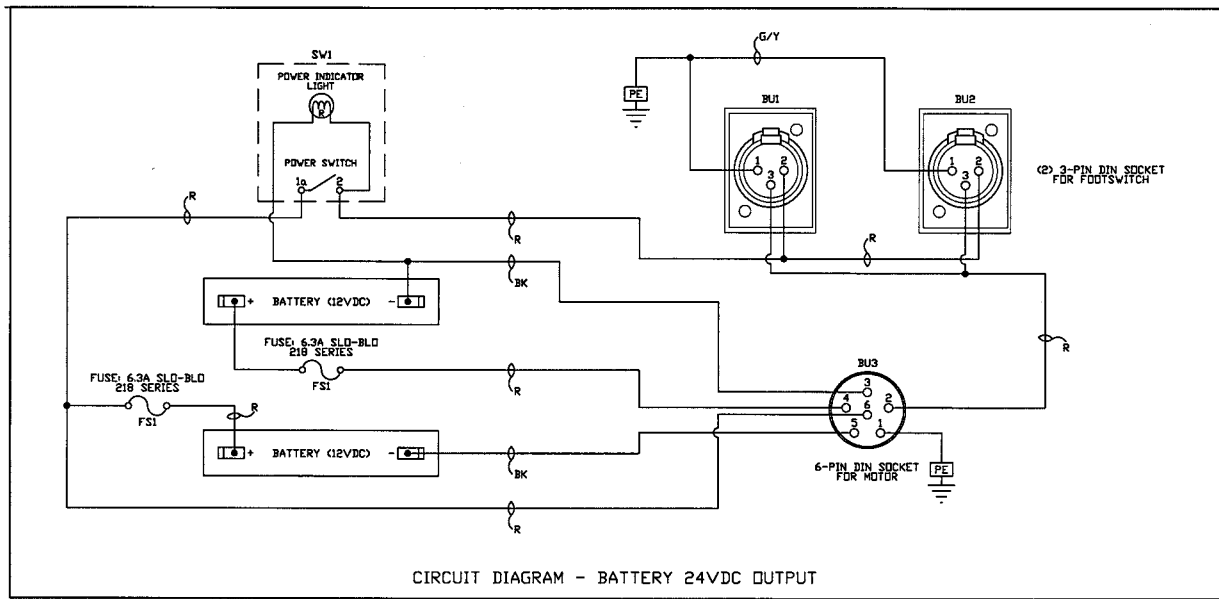 SW1
POWER INDICATOR
LIGHT
R
POWER SWITCH
1a
2
G/Y
PE
BU1
1
2
3
BU2
1
2
3
(2) 3-PIN DIN SOCKET
FOR FOOTSWITCH
R
R
R
BK
+
BATTERY (12VDC)
-
FUSE: 6.3A SLO-BLO
218 SERIES
FS1
R
R
FUSE: 6.3A SLO-BLO
218 SERIES
FS1
R
BU3
3
4
6
2
5
1
+
BATTERY (12VDC)
-
BK
6-PIN DIN SOCKET
FOR MOTOR
PE
R
CIRCUIT DIAGRAM - BATTERY 24VDC OUTPUT